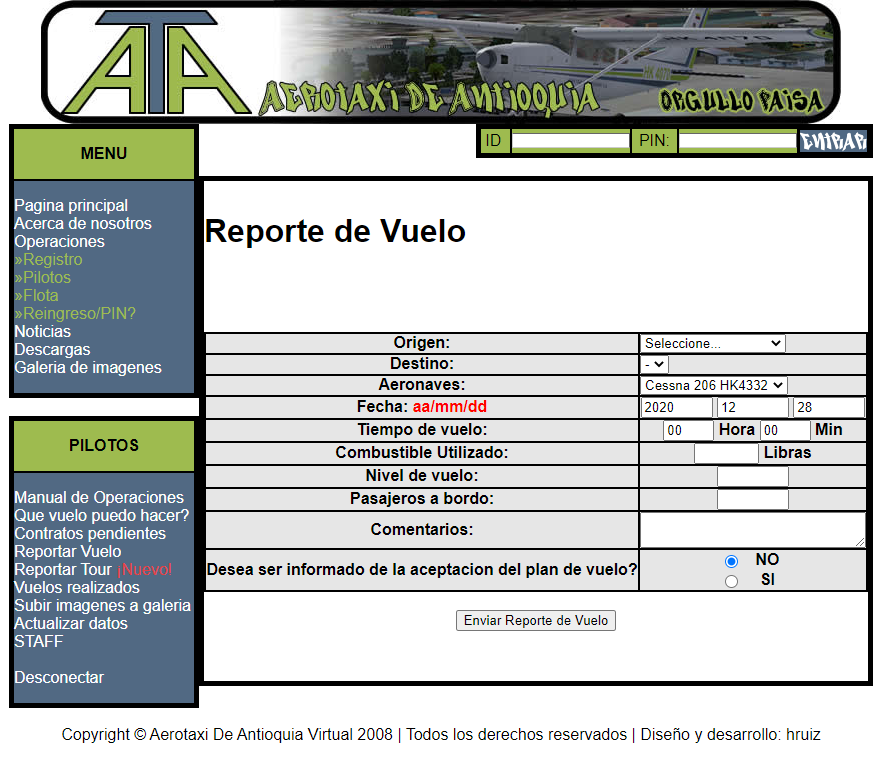 ATA
AEROTAXI DE ANTIOQUIA
ORGULLO PAISA
HK 4070
HK 4070
MENU
Pagina principal
Acerca de nosotros
Operaciones
»Registro
»Pilotos
»Flota
»Reingreso/PIN?
Noticias
Descargas
Galeria de imagenes
PILOTOS
Manual de Operaciones
Que vuelo puedo hacer?
Contratos pendientes
Reportar Vuelo
Reportar Tour ¡Nuevo!
Vuelos realizados
Subir imagenes a galeria
Actualizar datos
STAFF
Desconectar
ID PIN: ENTRAR
Reporte de Vuelo
Origen: Seleccione...
Destino: -
Aeronaves: Cessna 206 HK4332
Fecha: aa/mm/dd 2020 12 28
Tiempo de vuelo: 00 Hora 00 Min
Combustible Utilizado: Libras
Nivel de vuelo:
Pasajeros a bordo:
Comentarios:
Desea ser informado de la aceptacion del plan de vuelo? NO
SI
Enviar Reporte de Vuelo
Copyright © Aerotaxi De Antioquia Virtual 2008 | Todos los derechos reservados | Diseño y desarrollo: hruiz